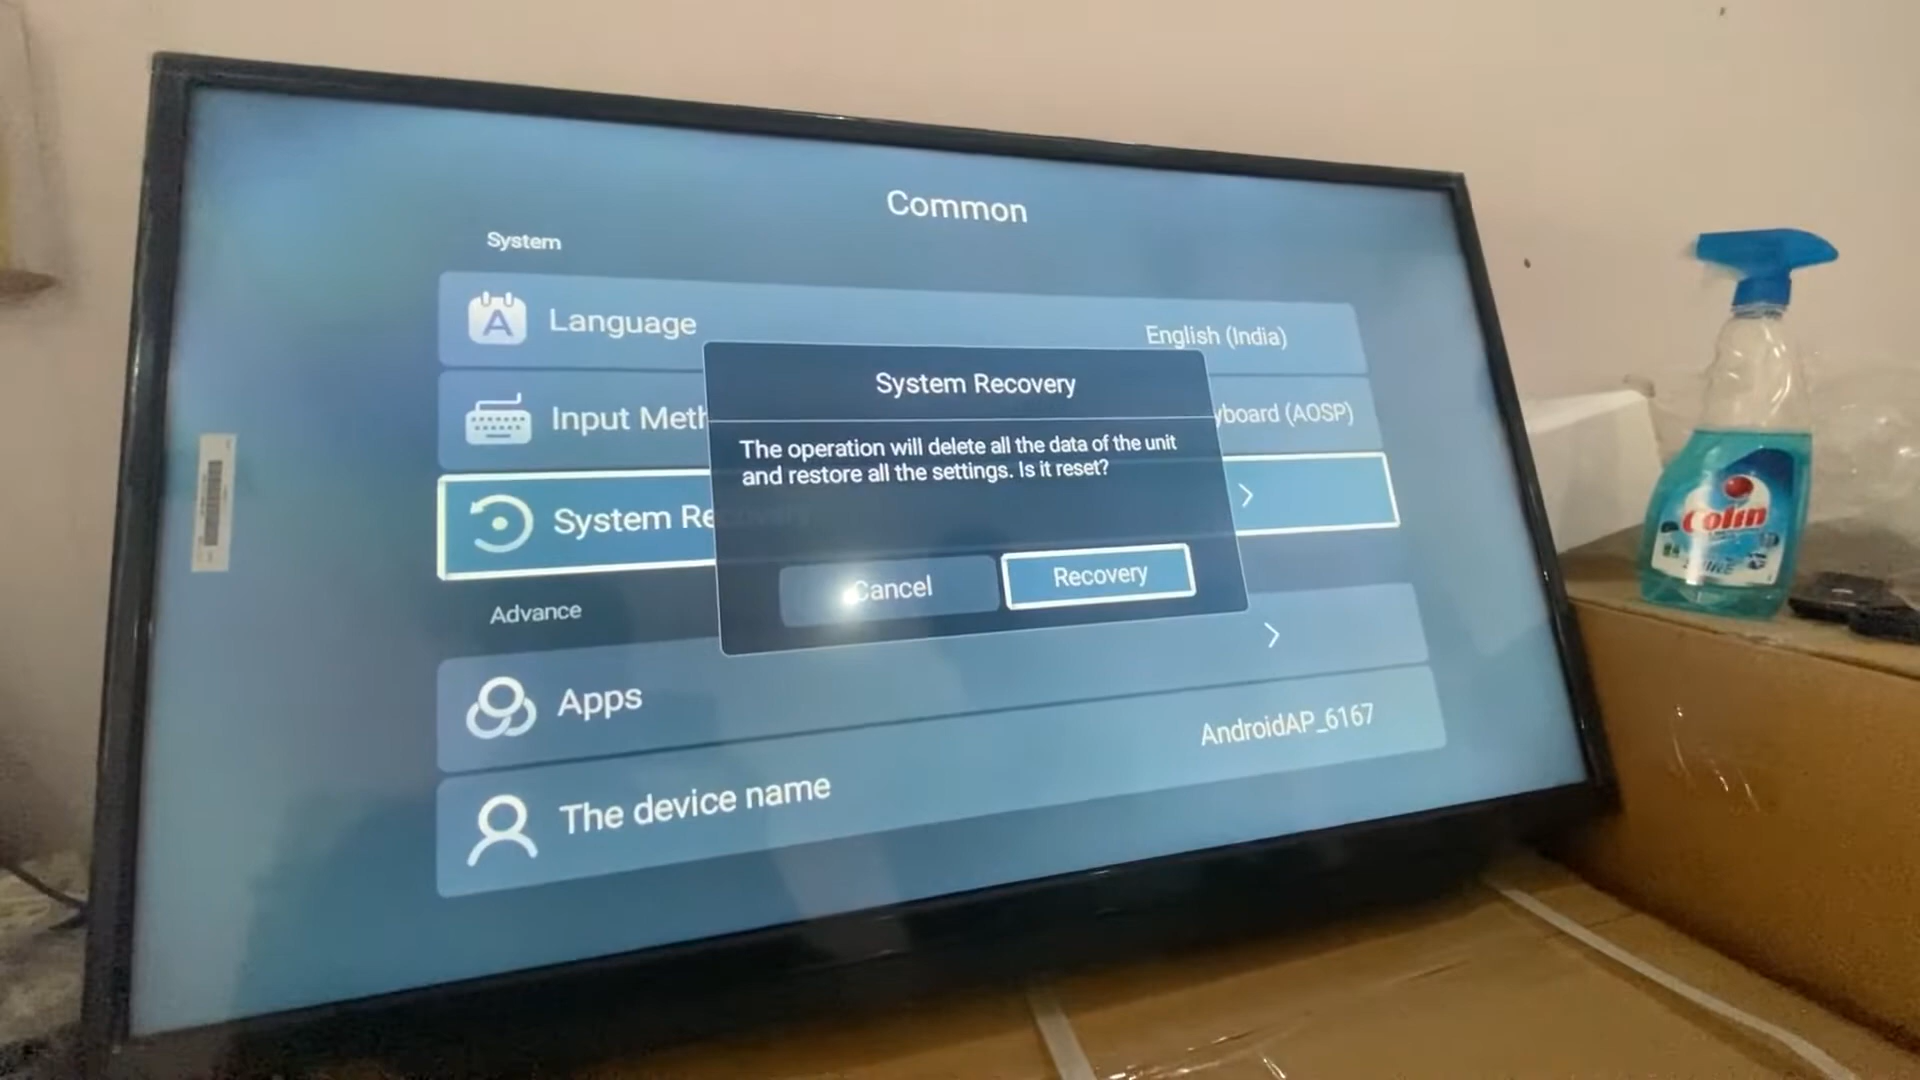 Common
System
Language
English (India)
Input Meth
yboard (AOSP)
System Recovery
The operation will delete all the data of the unit
and restore all the settings. Is it reset?
Cancel
Recovery
System Re
Advance
Apps
The device name
AndroidAP_6167
Colin